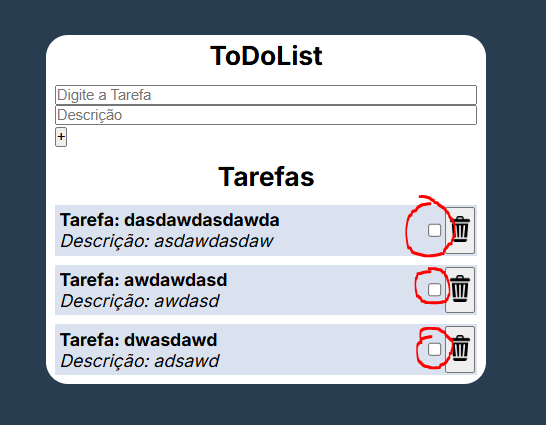 ToDoList
Digite a Tarefa
Descrição
+
Tarefas
Tarefa: dasdawdasdawda
Descrição: asdawdasdaw
Tarefa: awdawdasd
Descrição: awdasd
Tarefa: dwasdawd
Descrição: adsawd